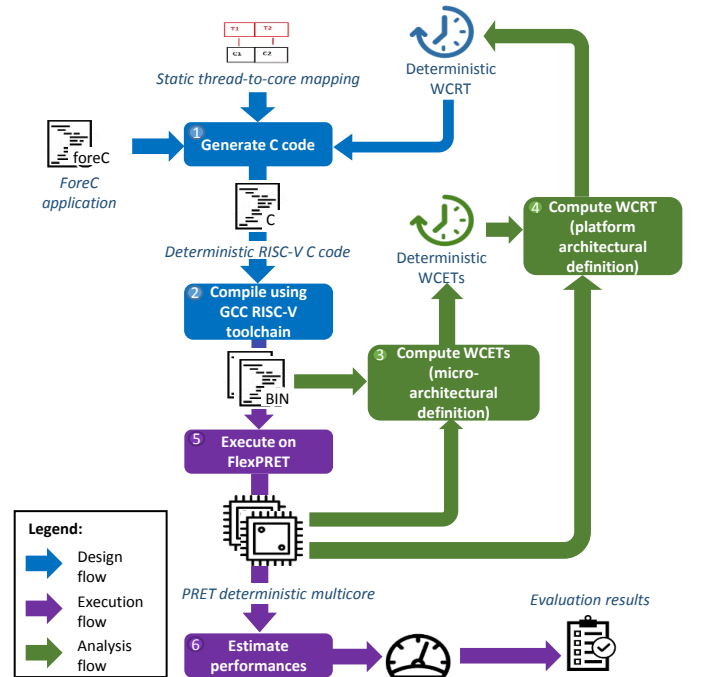 T1 T2
C1 C2
Static thread-to-core mapping
Deterministic
WCRT
1 Generate C code
foreC
ForeC
application
C
Deterministic RISC-V C code
4 Compute WCRT
(platform
architectural
definition)
Deterministic
WCETs
2 Compile using
GCC RISC-V
toolchain
3 Compute WCETs
(micro-
architectural
definition)
BIN
5 Execute on
FlexPRET
Legend:
Design
flow
Execution
flow
Analysis
flow
PRET deterministic multicore
Evaluation results
6 Estimate
performances